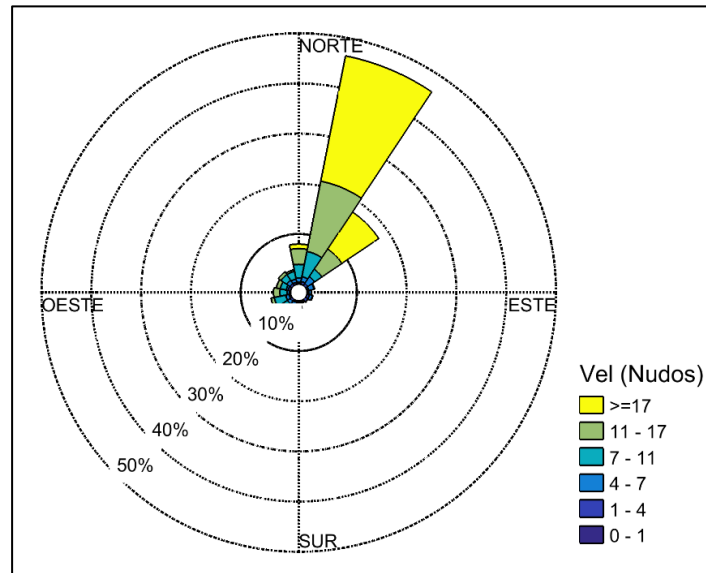 NORTE
OESTE
ESTE
10%
20%
30%
40%
50%
SUR
Vel (Nudos)
>=17
11 - 17
7 - 11
4 - 7
1 - 4
0 - 1